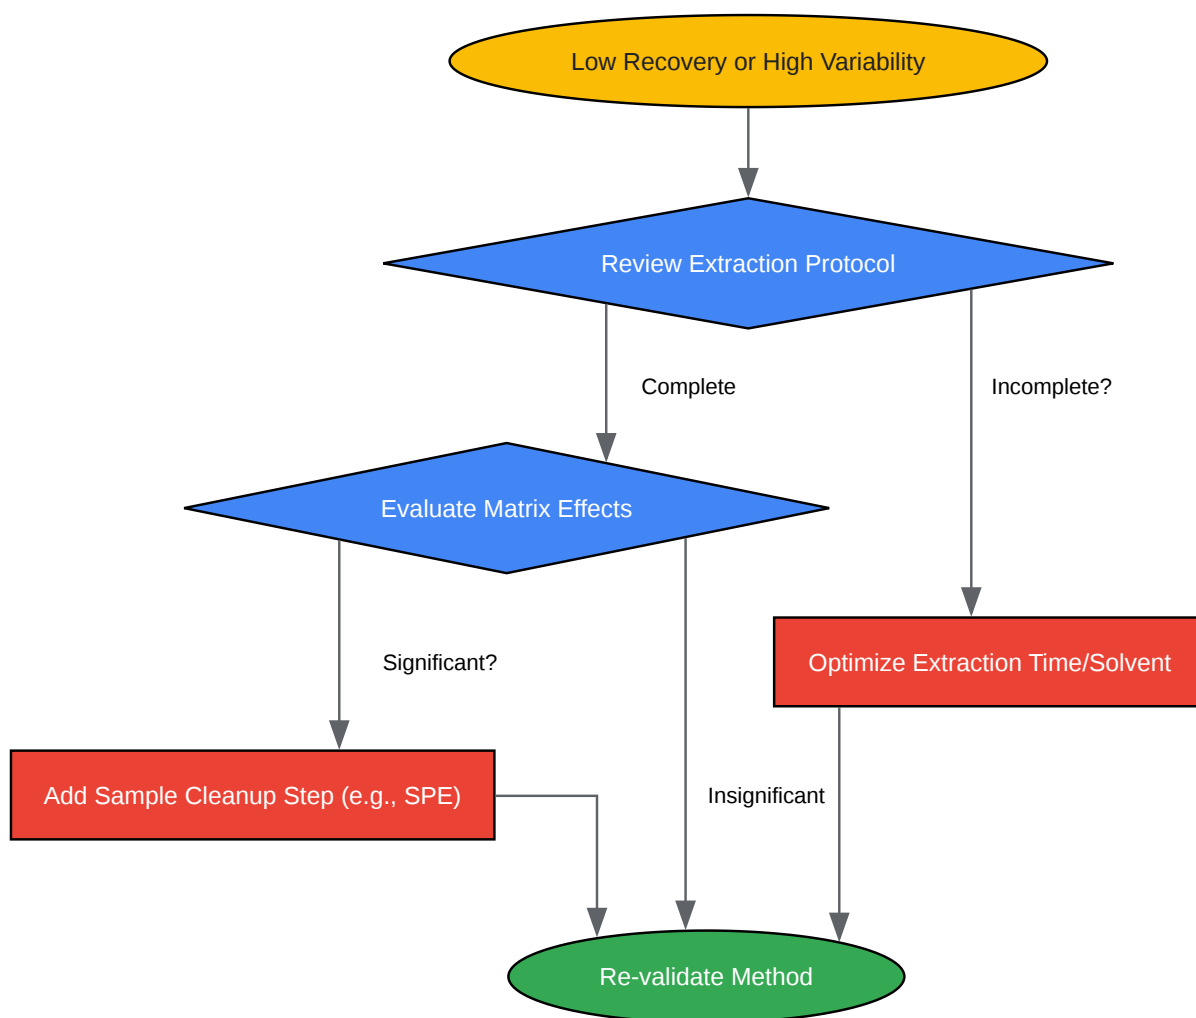 Low Recovery or High Variability
Review Extraction Protocol
Complete
Incomplete?
Evaluate Matrix Effects
Significant?
Optimize Extraction Time/Solvent
Add Sample Cleanup Step (e.g., SPE)
Insignificant
Re-validate Method